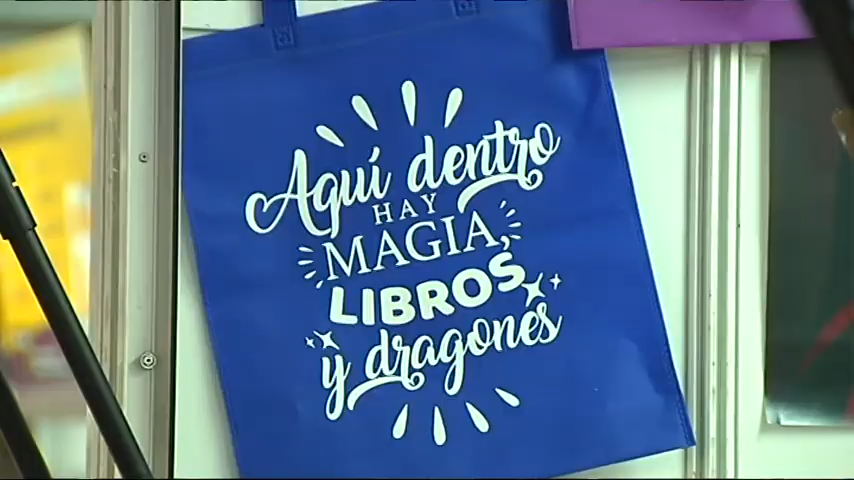 Aquí dentro
HAY
MAGIA,
LIBROS
y dragones